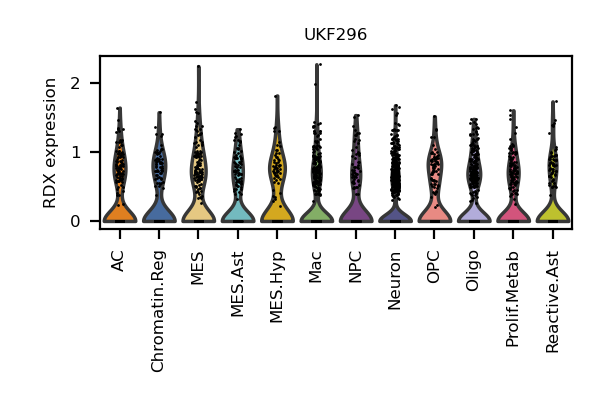 UKF296
RDX expression
2
1
0
AC
Chromatin.Reg
MES
MES.Ast
MES.Hyp
Mac
NPC
Neuron
OPC
Oligo
Prolif.Metab
Reactive.Ast